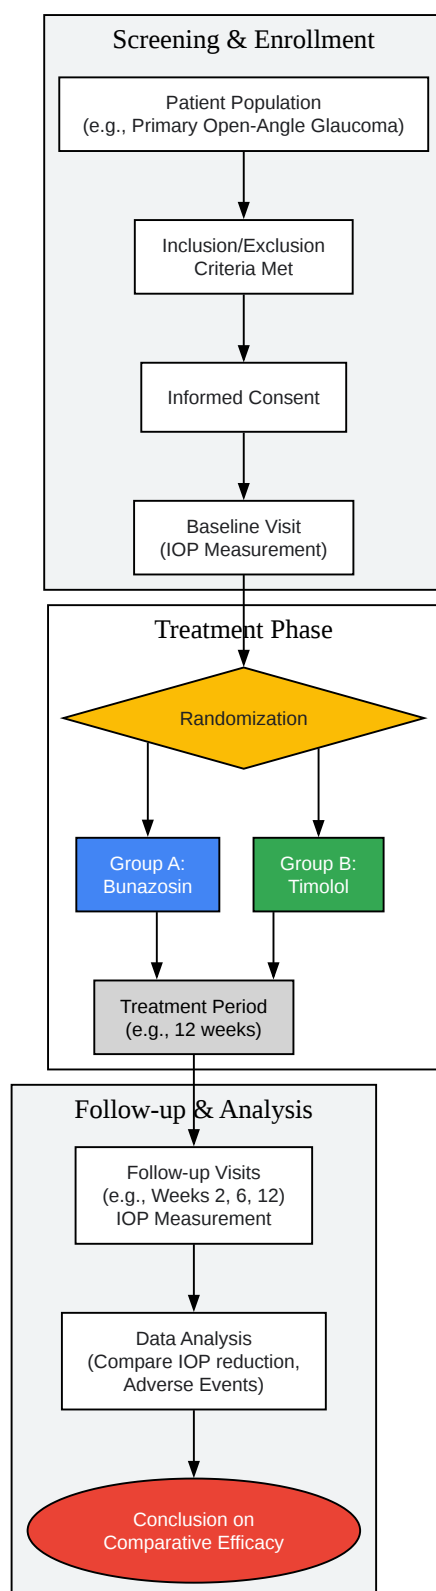 Screening & Enrollment
Patient Population
(e.g., Primary Open-Angle Glaucoma)
Inclusion/Exclusion
Criteria Met
Informed Consent
Baseline Visit
(IOP Measurement)
Treatment Phase
Randomization
Group A:
Bunazosin
Group B:
Timolol
Treatment Period
(e.g., 12 weeks)
Follow-up & Analysis
Follow-up Visits
(e.g., Weeks 2, 6, 12)
IOP Measurement
Data Analysis
(Compare IOP reduction,
Adverse Events)
Conclusion on
Comparative Efficacy